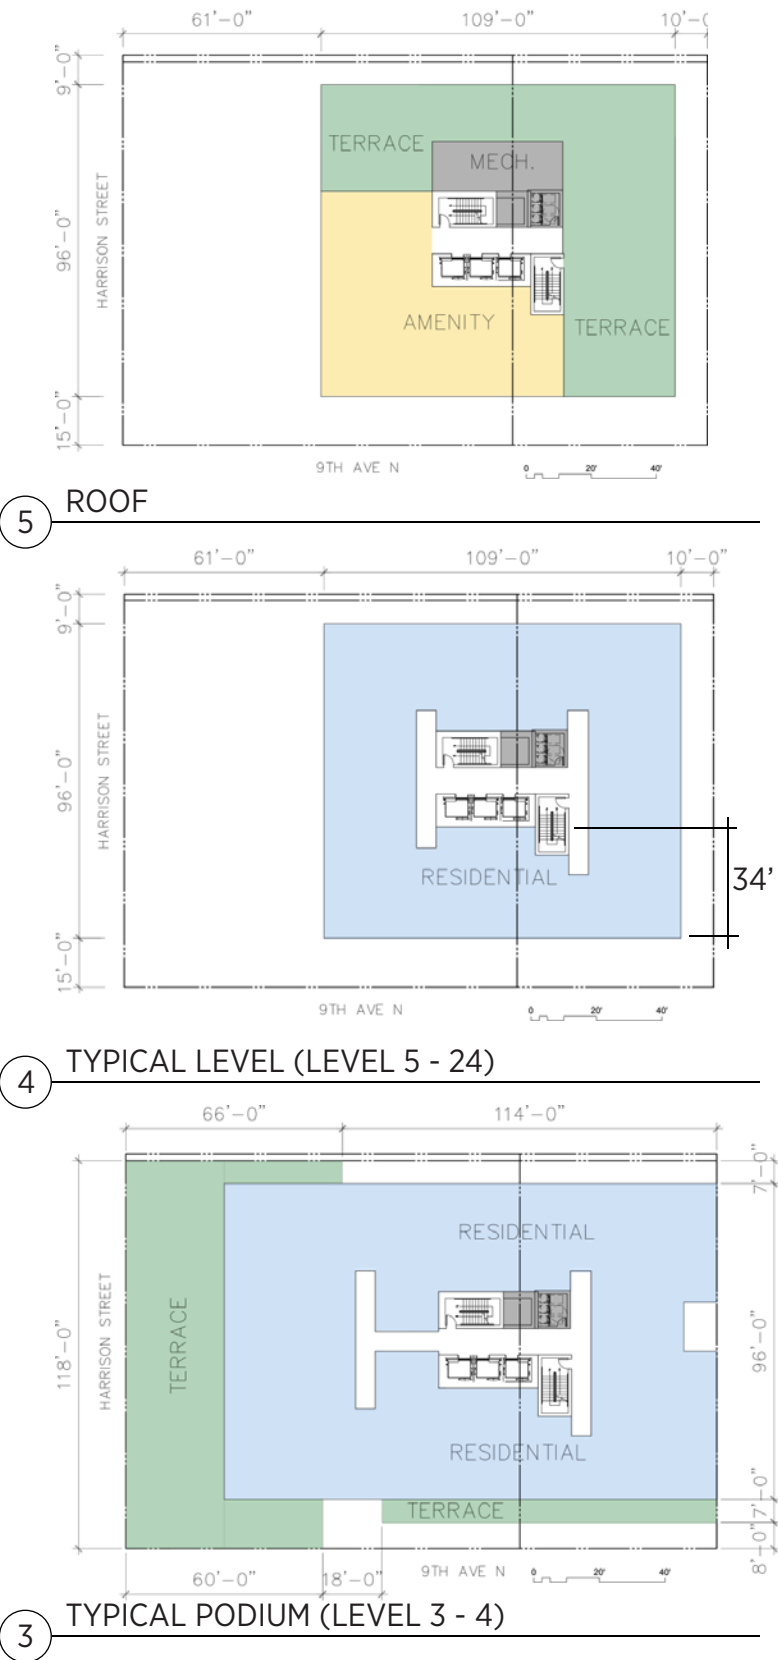 61'-0" 109'-0"
9'-0"
TERRACE
MECH.
HARRISON STREET
96'-0"
AMENITY
TERRACE
15'-0"
9TH AVE N
0 20' 40'
5 ROOF
61'-0" 109'-0" 10'-0"
9'-0"
HARRISON STREET
96'-0"
RESIDENTIAL
34'
15'-0"
9TH AVE N
0 20' 40'
4 TYPICAL LEVEL (LEVEL 5 - 24)
66'-0" 114'-0"
7'-0"
RESIDENTIAL
118'-0"
HARRISON STREET
TERRACE
96'-0"
RESIDENTIAL
TERRACE
7'-0"
8'-0"
60'-0" 18'-0"
9TH AVE N
0 20' 40'
3 TYPICAL PODIUM (LEVEL 3 - 4)